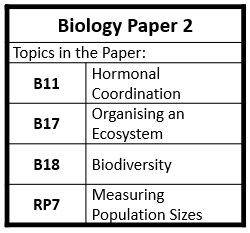 Biology Paper 2
Topics in the Paper:
B11
Hormonal
Coordination
B17
Organising an
Ecosystem
B18
Biodiversity
RP7
Measuring
Population Sizes